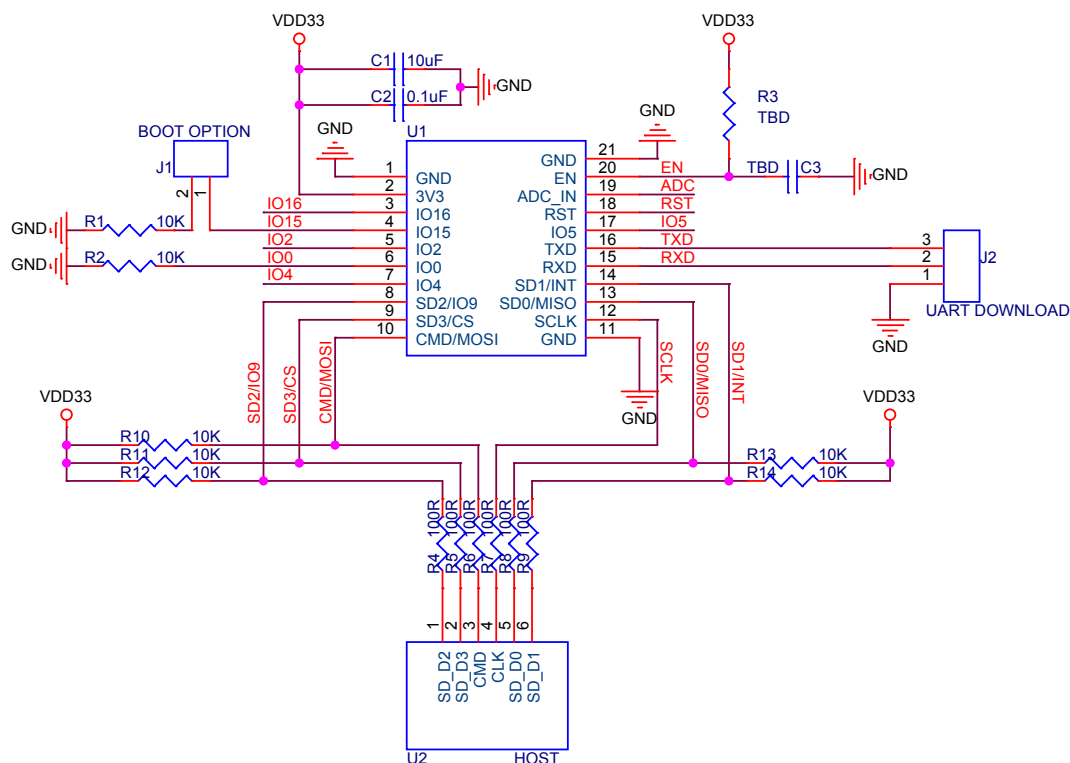 VDD33
VDD33
C1 10uF
GND
C2 0.1uF
R3
TBD
GND
U1
GND
BOOT OPTION
J1
2
1
1 GND
2 3V3
IO16 3 IO16
IO15 4 IO15
IO2 5 IO2
IO0 6 IO0
IO4 7 IO4
8 SD2/IO9
9 SD3/CS
10 CMD/MOSI
GND 21
EN 20 EN
ADC_IN 19 ADC
RST 18 RST
IO5 17 IO5
TXD 16 TXD
RXD 15 RXD
SD1/INT 14
SD0/MISO 13
SCLK 12
GND 11
TBD C3
GND
GND R1 10K
GND R2 10K
3
2
1
J2
UART DOWNLOAD
GND
GND
SD2/IO9
SD3/CS
CMD/MOSI
SCLK
SD0/MISO
SD1/INT
VDD33
VDD33
R10 10K
R11 10K
R12 10K
R13 10K
R14 10K
R4 100R
R5 100R
R6 100R
R7 100R
R8 100R
R9 100R
1 SD_D2
2 SD_D3
3 CMD
4 CLK
5 SD_D0
6 SD_D1
U2 HOST